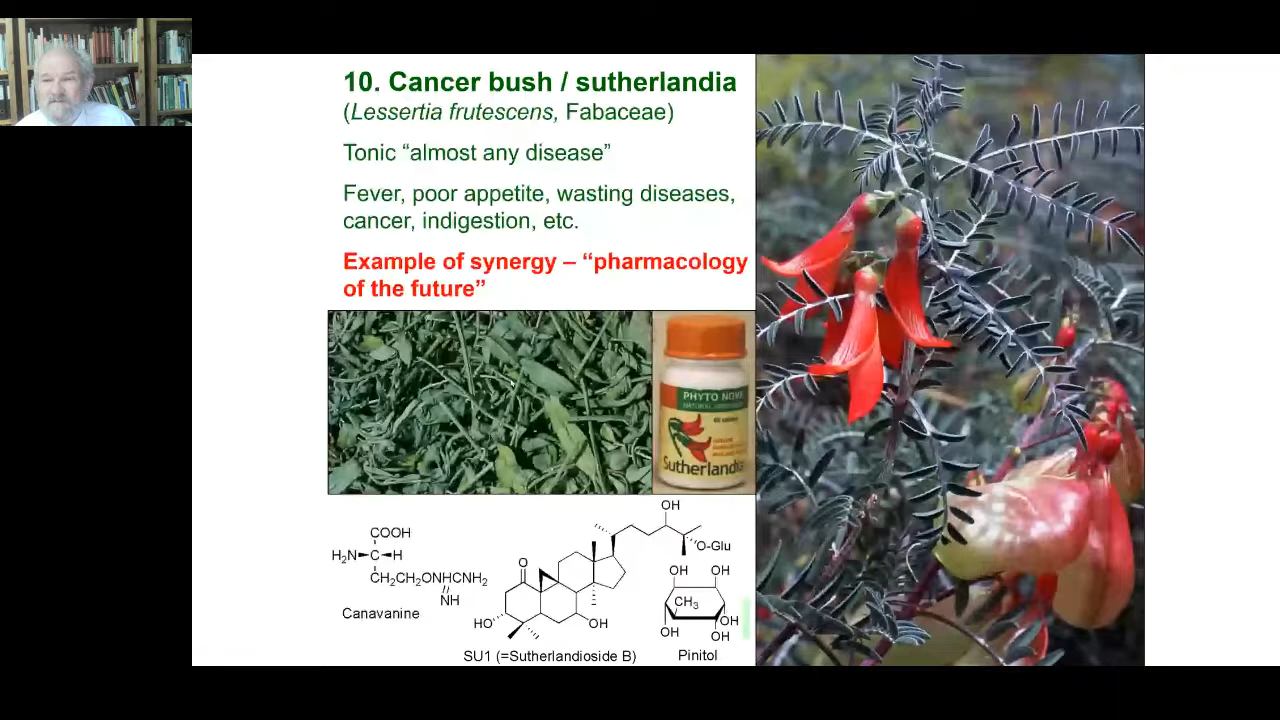 10. Cancer bush / sutherlandia
(Lessertia frutescens, Fabaceae)
Tonic “almost any disease”
Fever, poor appetite, wasting diseases,
cancer, indigestion, etc.
Example of synergy – “pharmacology
of the future”
PHYTO NOVA
Sutherlandia
COOH
H₂N
C
H
CH₂CH₂ONHCNH₂
NH
Canavanine
OH
O-Glu
O
HO
OH
SU1 (=Sutherlandioside B)
OH
OH
CH₃
OH
OH
OH
Pinitol